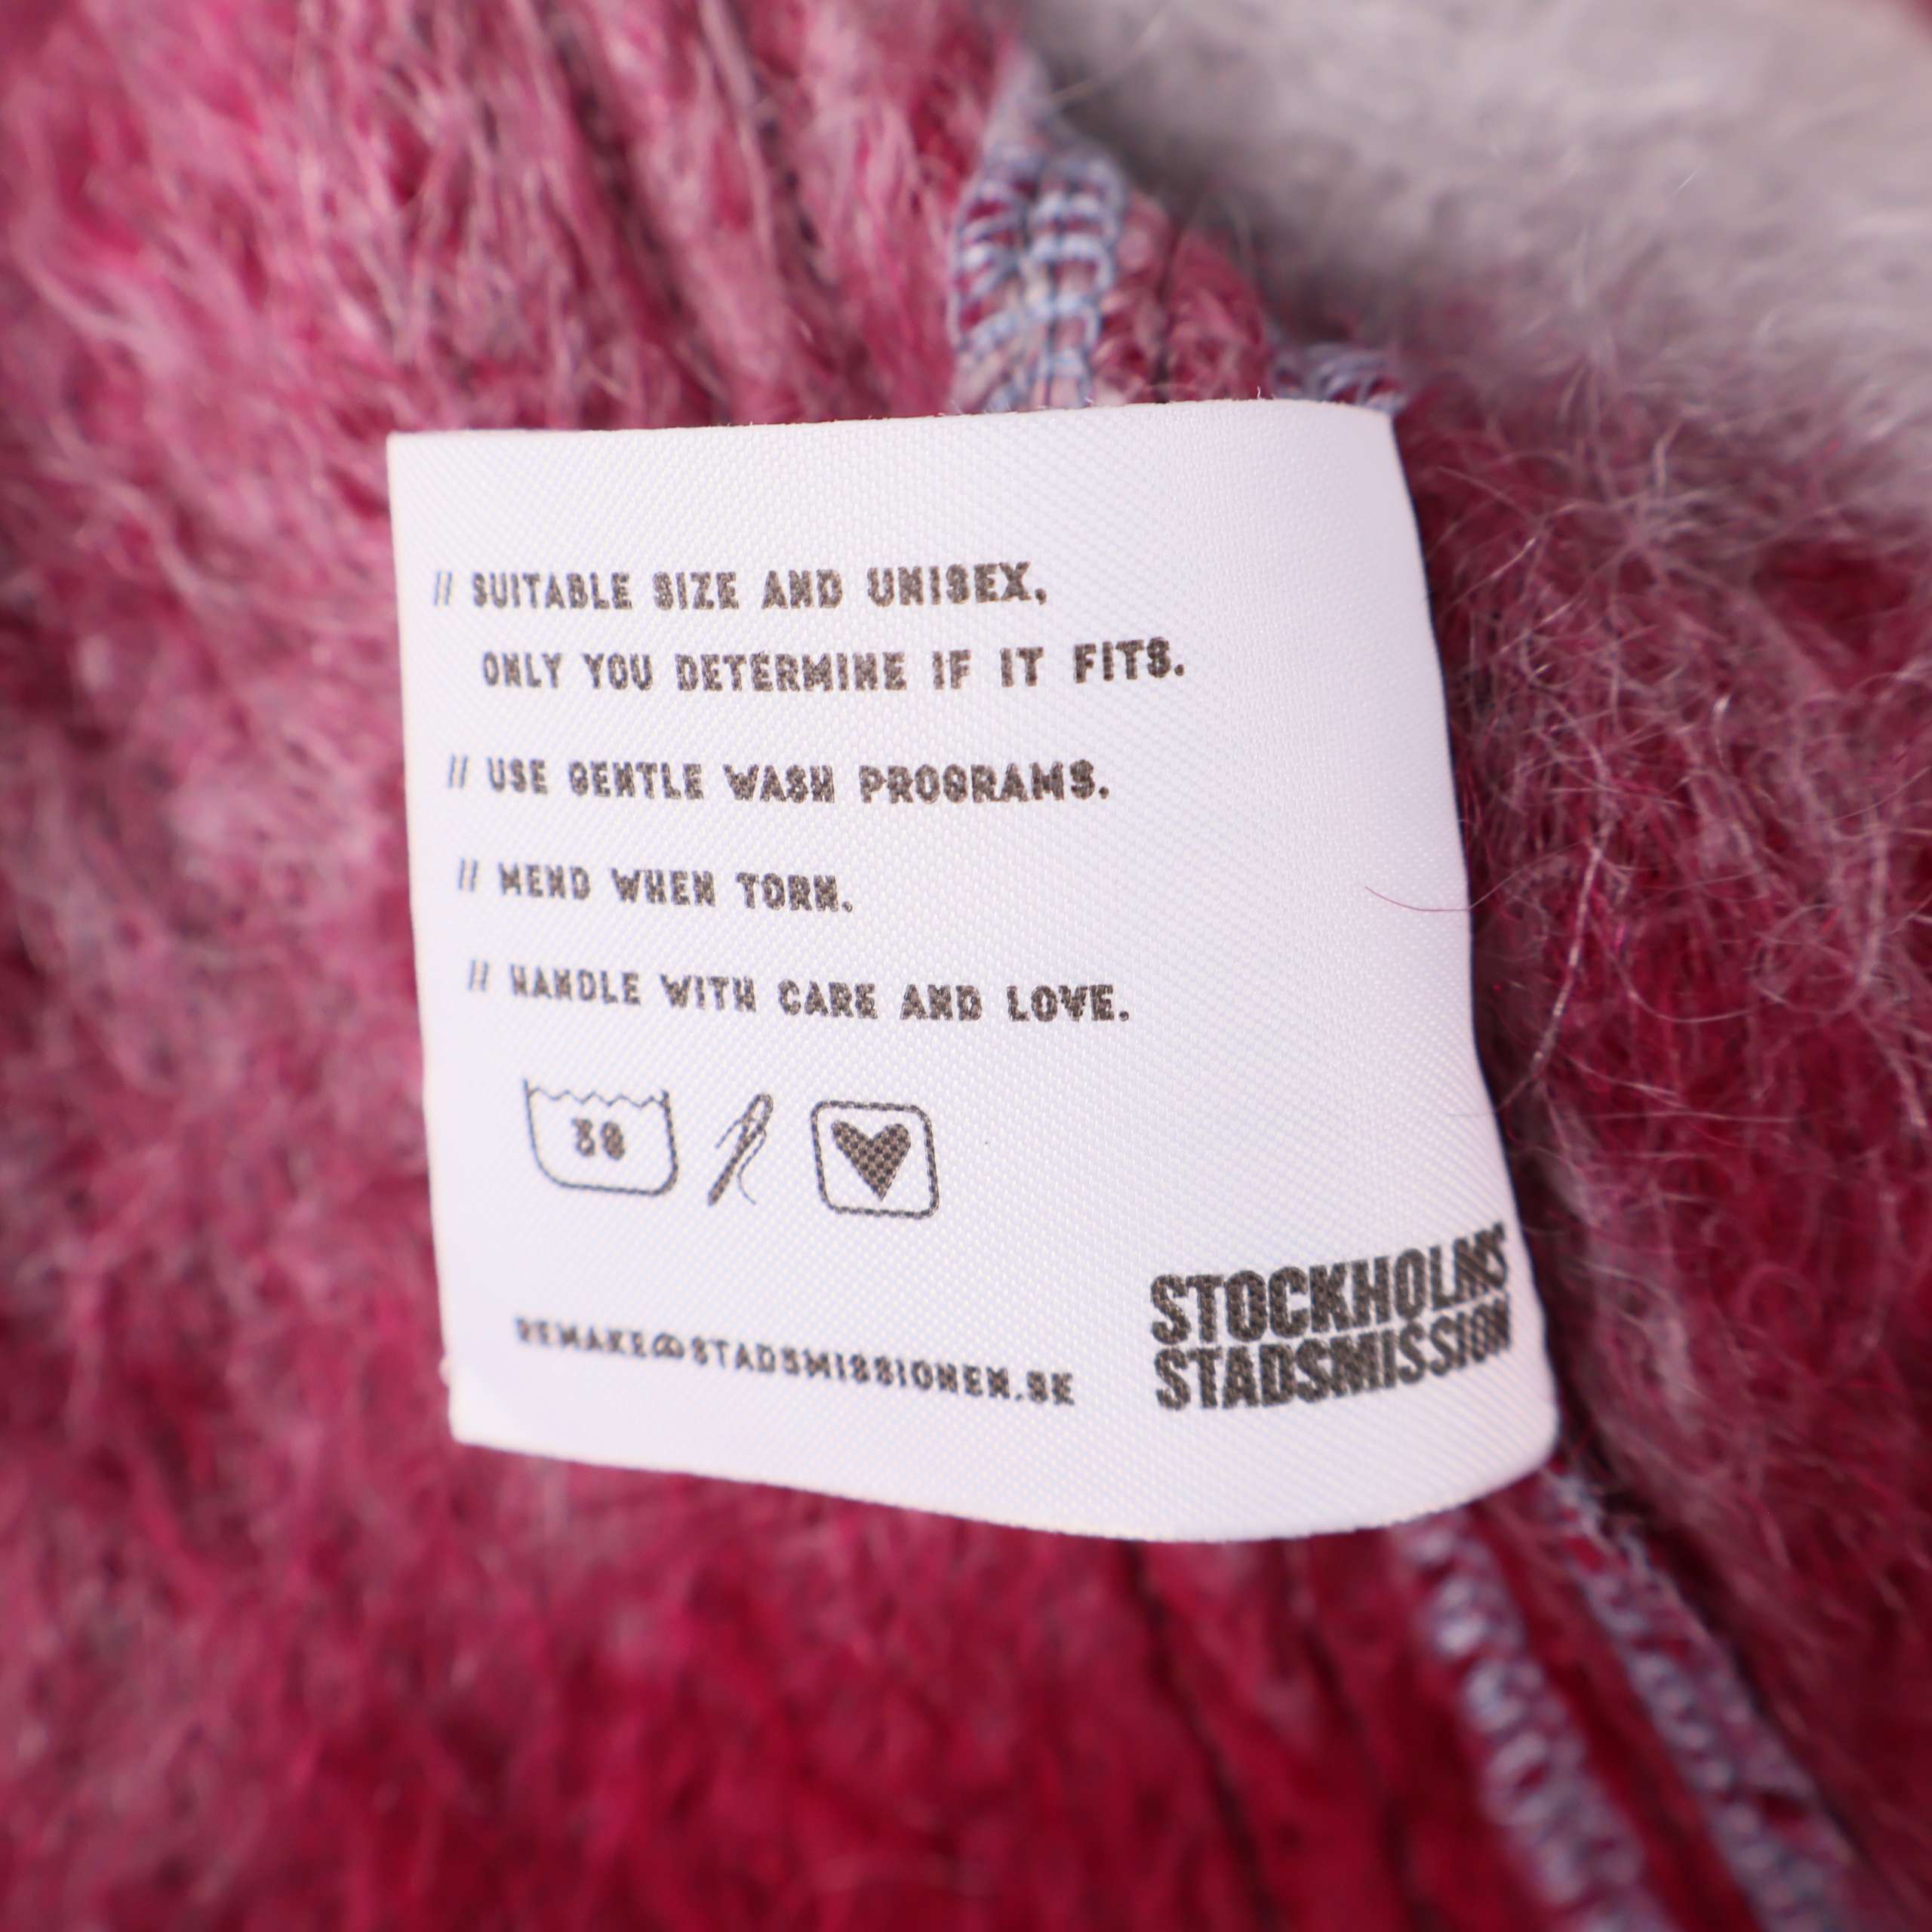 // SUITABLE SIZE AND UNISEX,
ONLY YOU DETERMINE IF IT FITS.
// USE GENTLE WASH PROGRAMS.
// MEND WHEN TORN.
// HANDLE WITH CARE AND LOVE.
30
REMAKE@STADSMISSIONEN.SE
STOCKHOLMS
STADSMISSION